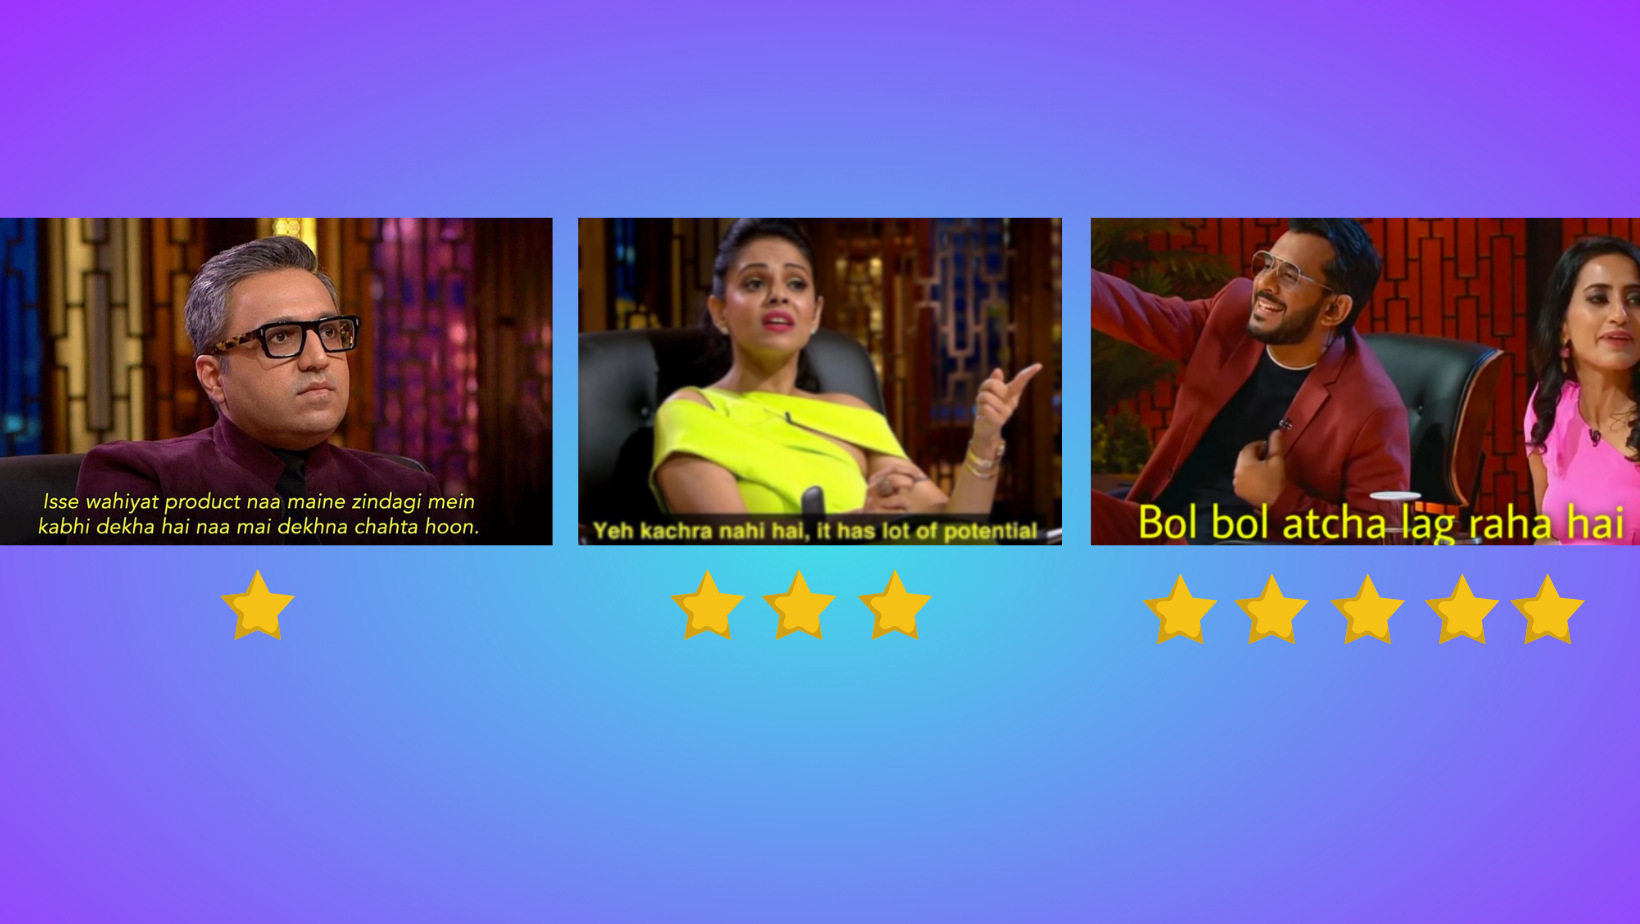 Isse wahiyat product naa maine zindagi mein
kabhi dekha hai naa mai dekhna chahta hoon.
Yeh kachra nahi hai, it has lot of potential
Bol bol atcha lag raha hai